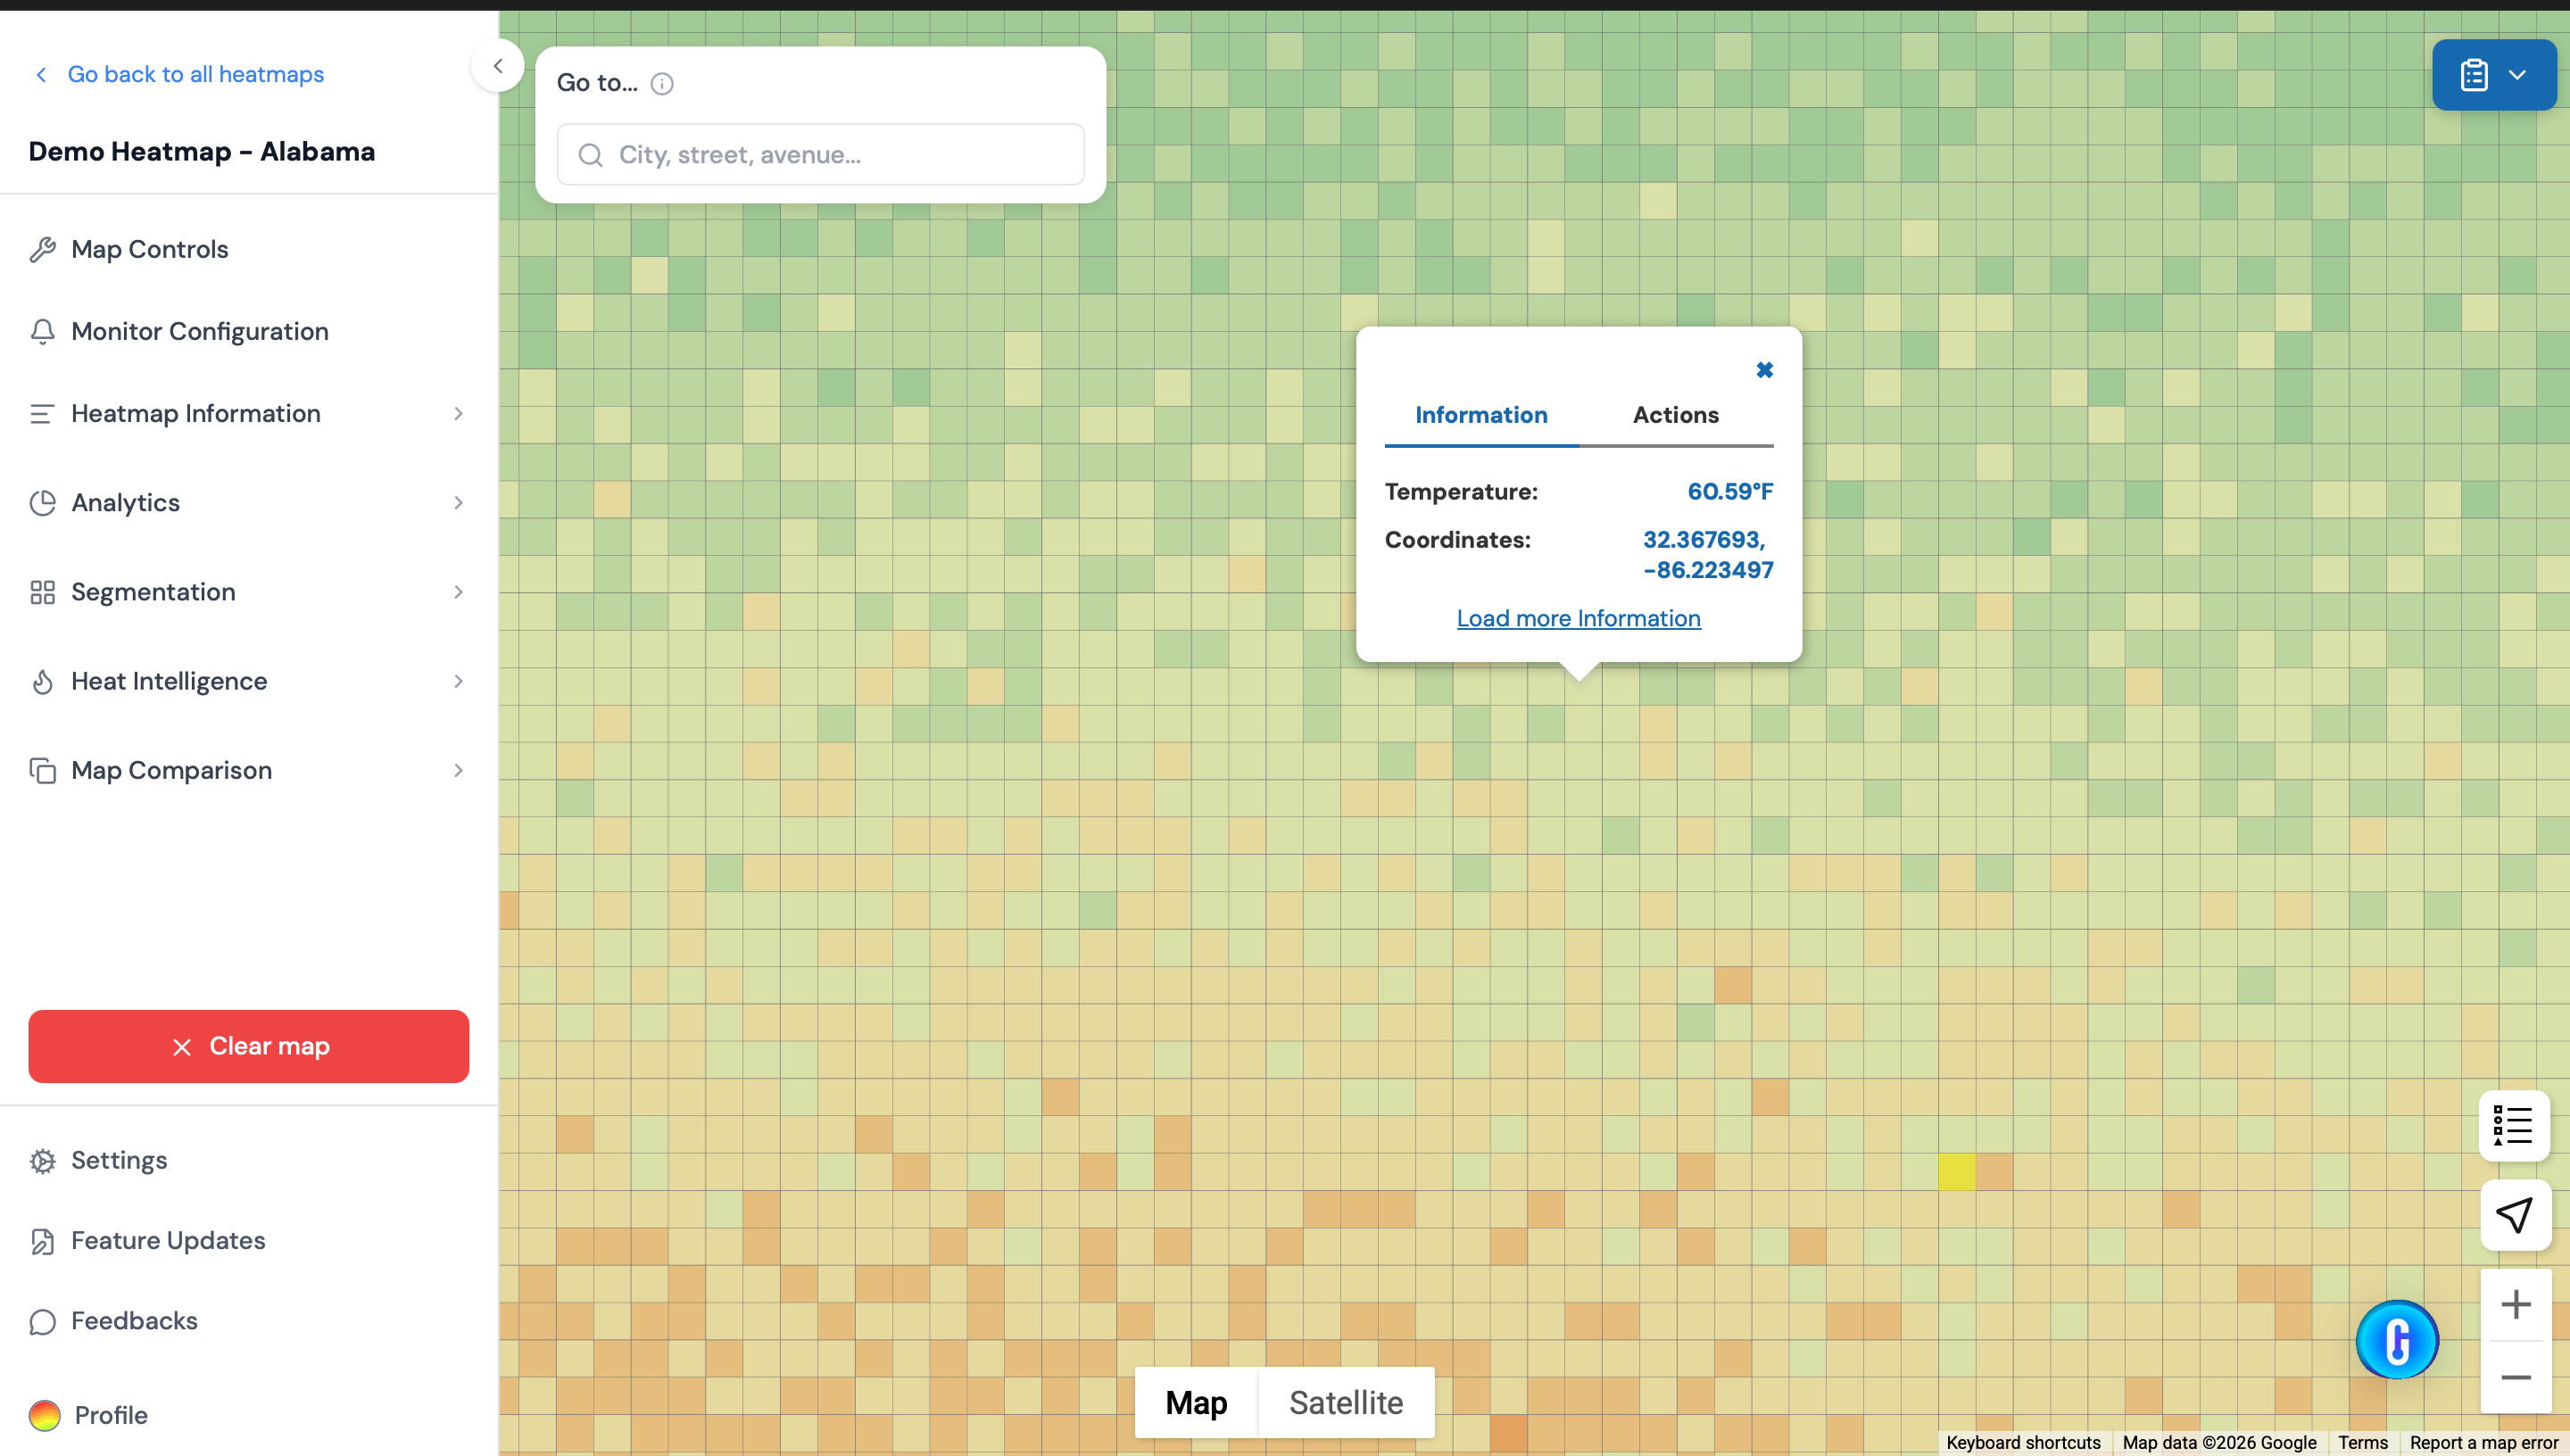 Go back to all heatmaps
Demo Heatmap - Alabama
Map Controls
Monitor Configuration
Heatmap Information
Analytics
Segmentation
Heat Intelligence
Map Comparison
Clear map
Settings
Feature Updates
Feedbacks
Profile
Go to...
City, street, avenue...
Information Actions
Temperature: 60.59°F
Coordinates: 32.367693,
-86.223497
Load more Information
Map Satellite
Keyboard shortcuts Map data ©2026 Google Terms Report a map error